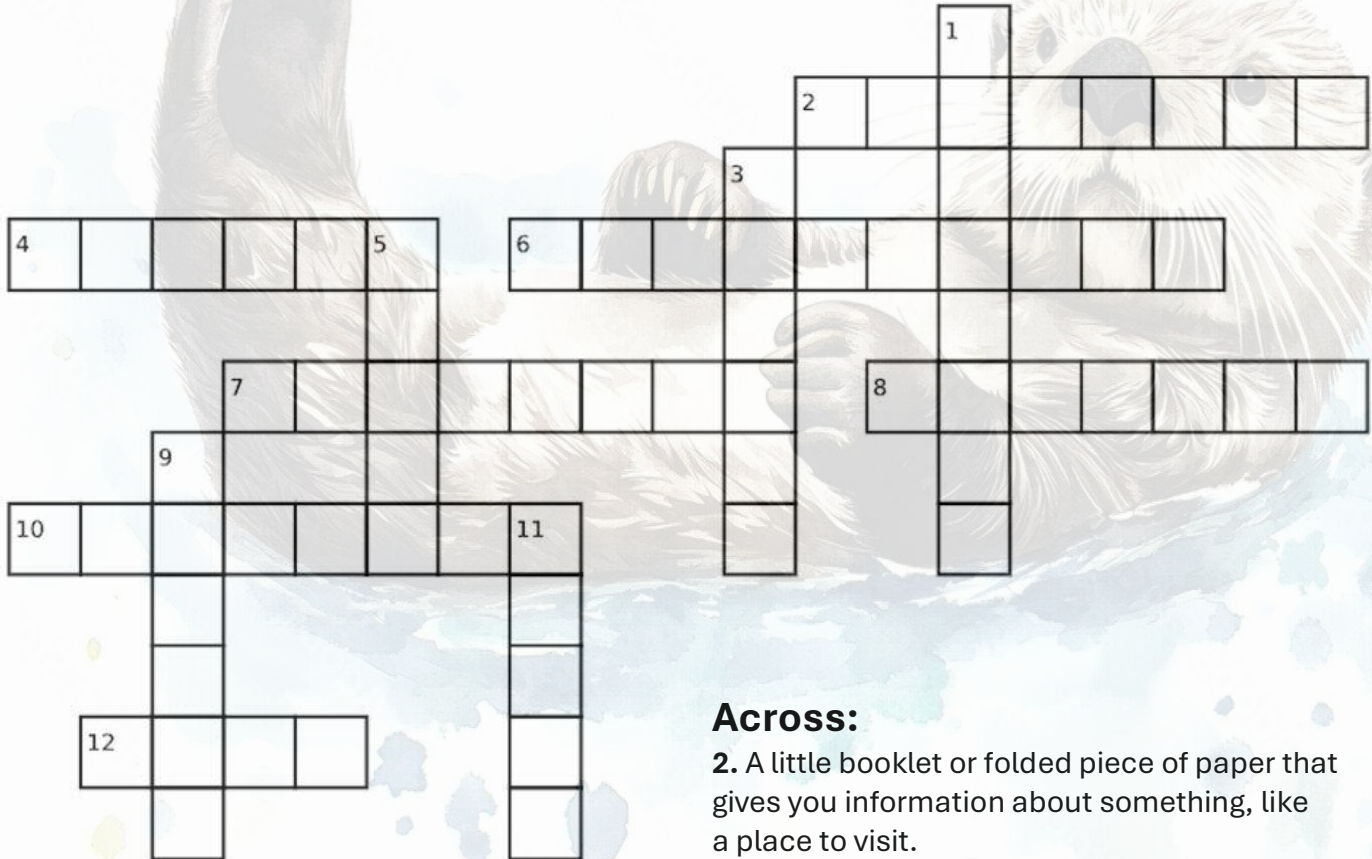 1
2
3
4 5 6
7 8
9
10 11
12
Across:
2. A little booklet or folded piece of paper that
gives you information about something, like
a place to visit.